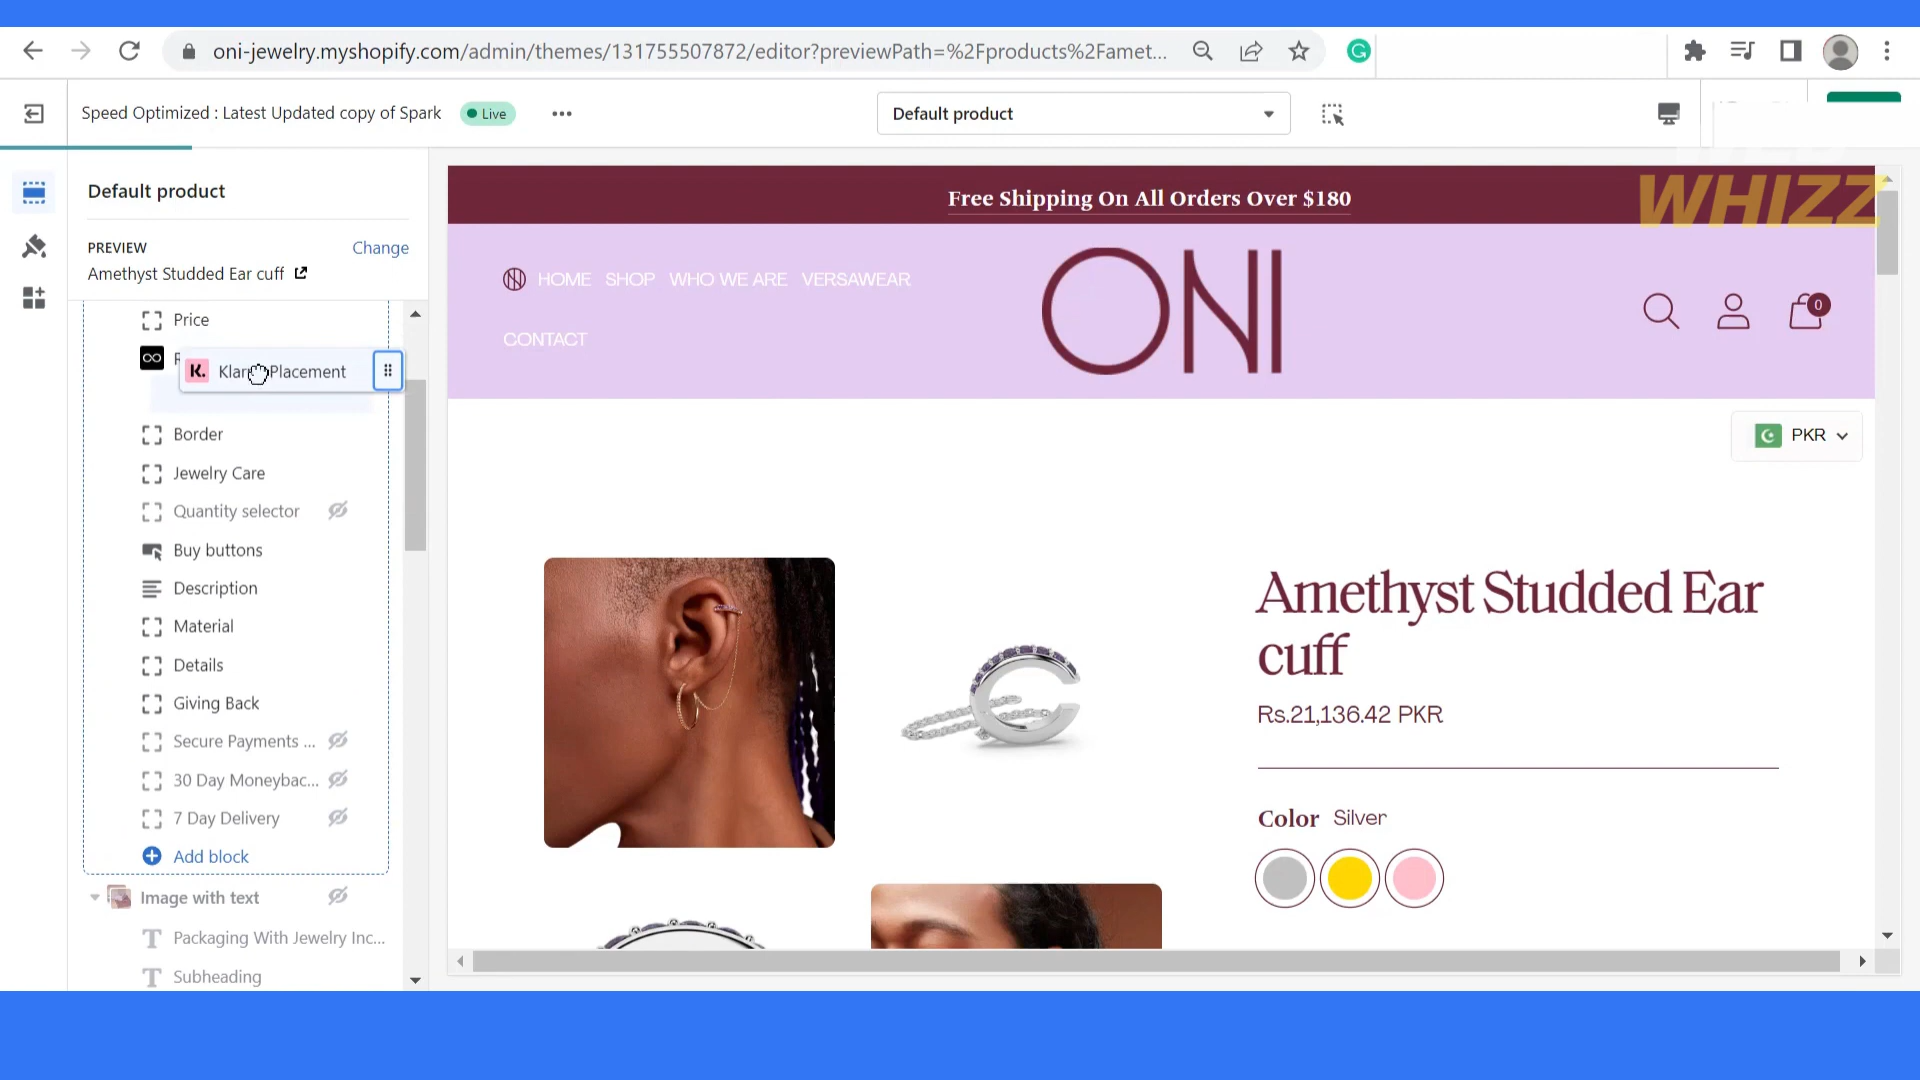 oni-jewelry.myshopify.com/admin/themes/131755507872/editor?previewPath=%2Fproducts%2Famet...
Speed Optimized : Latest Updated copy of Spark
Live
Default product
Default product
PREVIEW
Change
Amethyst Studded Ear cuff
Price
K. Klarna Placement
Border
Jewelry Care
Quantity selector
Buy buttons
Description
Material
Details
Giving Back
Secure Payments ...
30 Day Moneybac...
7 Day Delivery
Add block
Image with text
Packaging With Jewelry Inc...
Subheading
Free Shipping On All Orders Over $180
WHIZZ
HOME SHOP WHO WE ARE VERSAWEAR
CONTACT
ONI
0
PKR
Amethyst Studded Ear
cuff
Rs.21,136.42 PKR
Color Silver